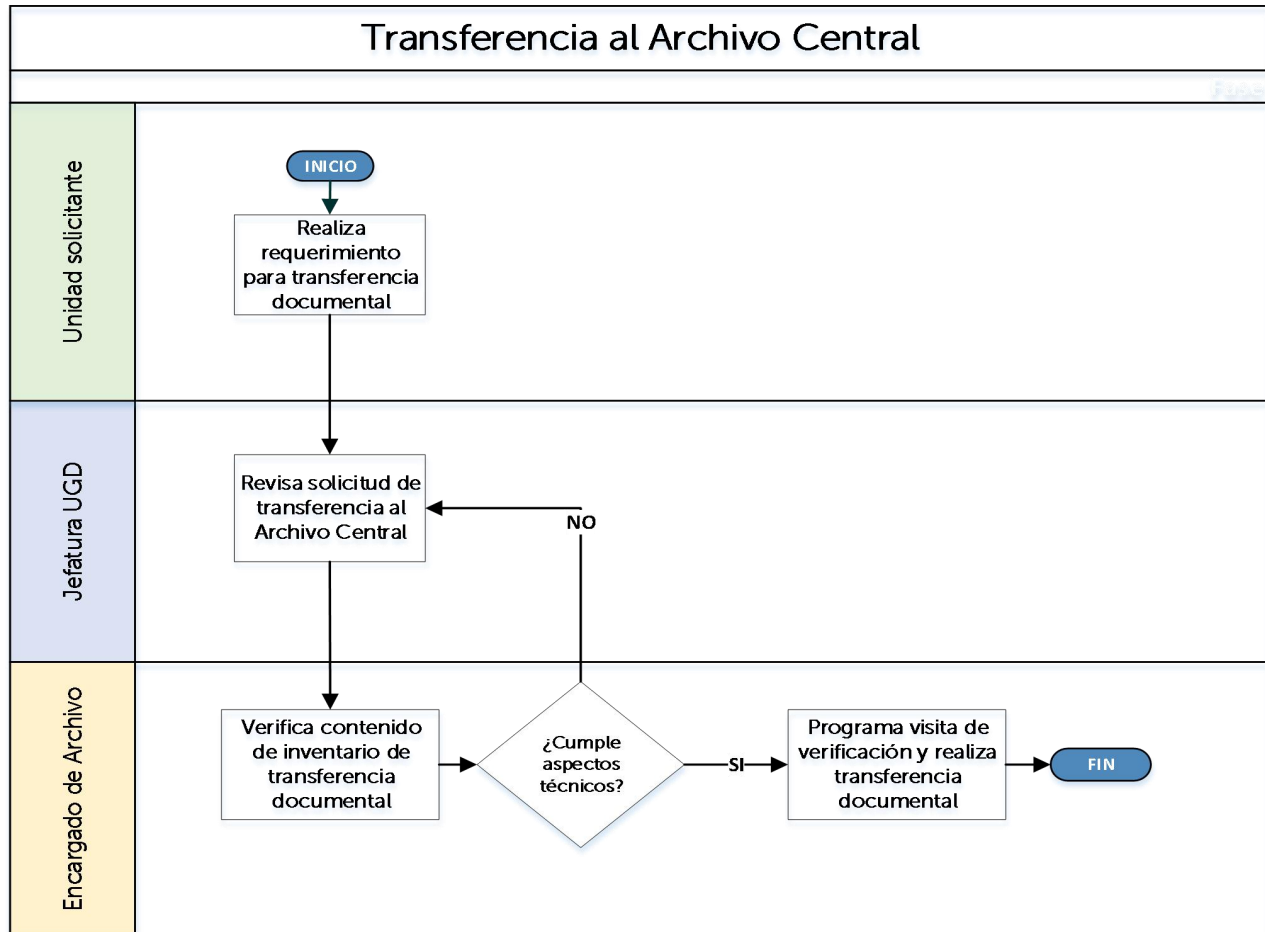 Transferencia al Archivo Central
Fase
Unidad solicitante
INICIO
Realiza
requerimiento
para transferencia
documental
Jefatura UGD
Revisa solicitud de
transferencia al
Archivo Central
NO
Encargado de Archivo
Verifica contenido
de inventario de
transferencia
documental
¿Cumple
aspectos
técnicos?
SI
Programa visita de
verificación y realiza
transferencia
documental
FIN